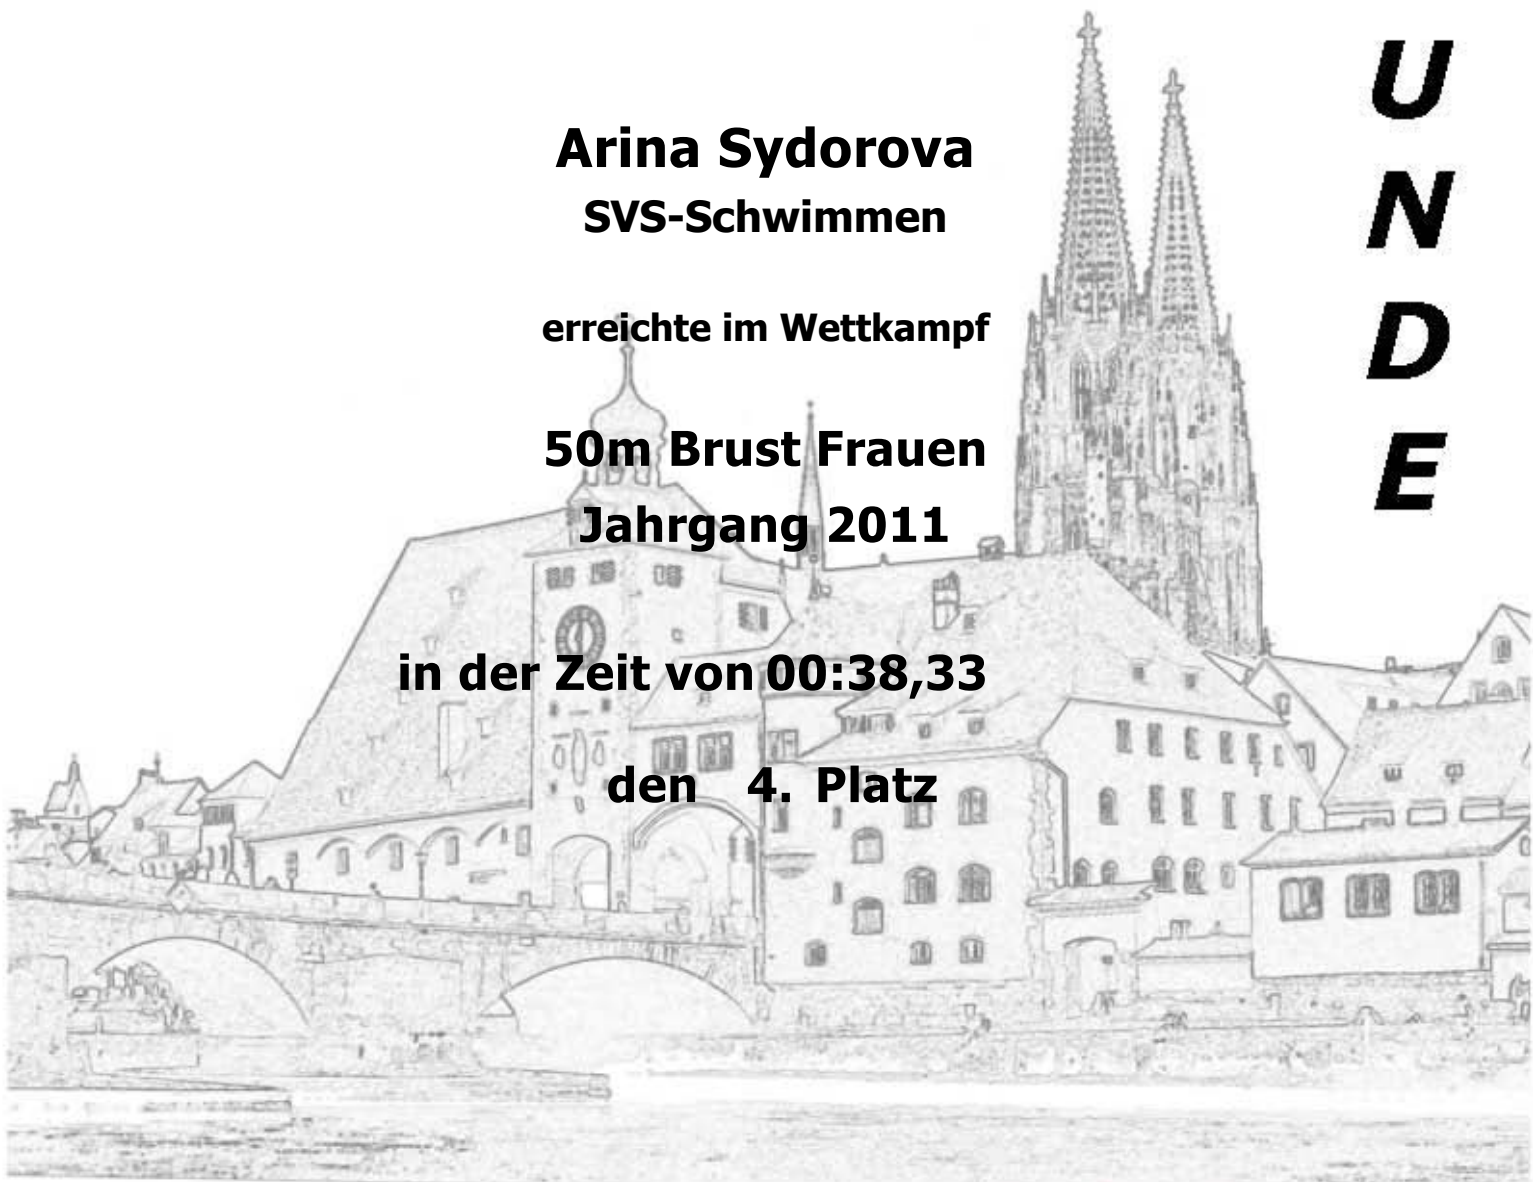 Arina Sydorova
SVS-Schwimmen
erreichte im Wettkampf
50m Brust Frauen
Jahrgang 2011
in der Zeit von 00:38,33
den 4. Platz
U
N
D
E